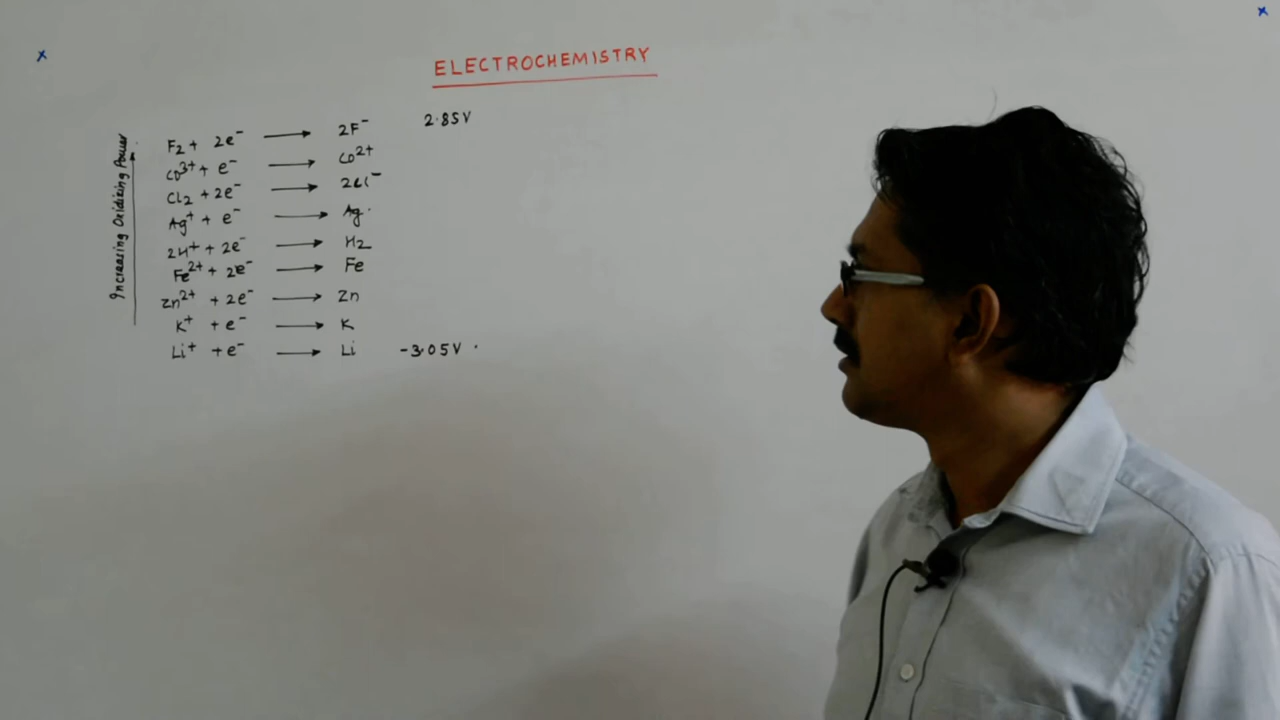 ELECTROCHEMISTRY
Increasing Oxidizing Power
F₂ + 2e⁻ ⟶ 2F⁻ 2.85V
Co³⁺ + e⁻ ⟶ Co²⁺
Cl₂ + 2e⁻ ⟶ 2Cl⁻
Ag⁺ + e⁻ ⟶ Ag
2H⁺ + 2e⁻ ⟶ H₂
Fe²⁺ + 2e⁻ ⟶ Fe
Zn²⁺ + 2e⁻ ⟶ Zn
K⁺ + e⁻ ⟶ K
Li⁺ + e⁻ ⟶ Li -3.05V